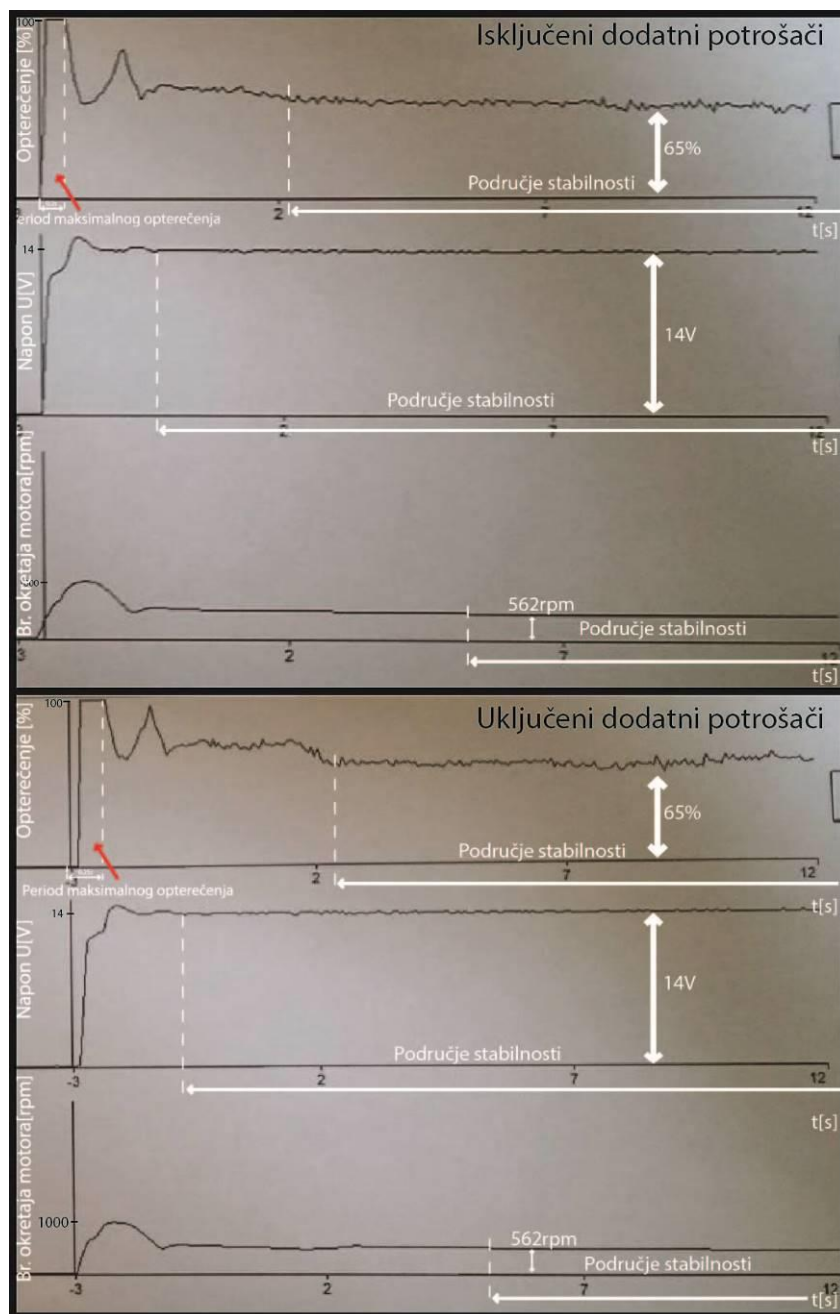 Isključeni dodatni potrošači
Opterećenje [%]
100
65%
Područje stabilnosti
Period maksimalnog opterećenja
2
7
12
t[s]
Napon U[V]
14
14V
Područje stabilnosti
2
7
12
t[s]
Br. okretaja motora[rpm]
562rpm
Područje stabilnosti
-3
2
7
12
t[s]
Uključeni dodatni potrošači
Opterećenje [%]
100
65%
Područje stabilnosti
-3
2
7
12
Period maksimalnog opterećenja
t[s]
Napon U[V]
14
14V
Područje stabilnosti
-3
2
7
12
t[s]
Br. okretaja motora[rpm]
1000
562rpm
Područje stabilnosti
-3
2
7
12
t[s]